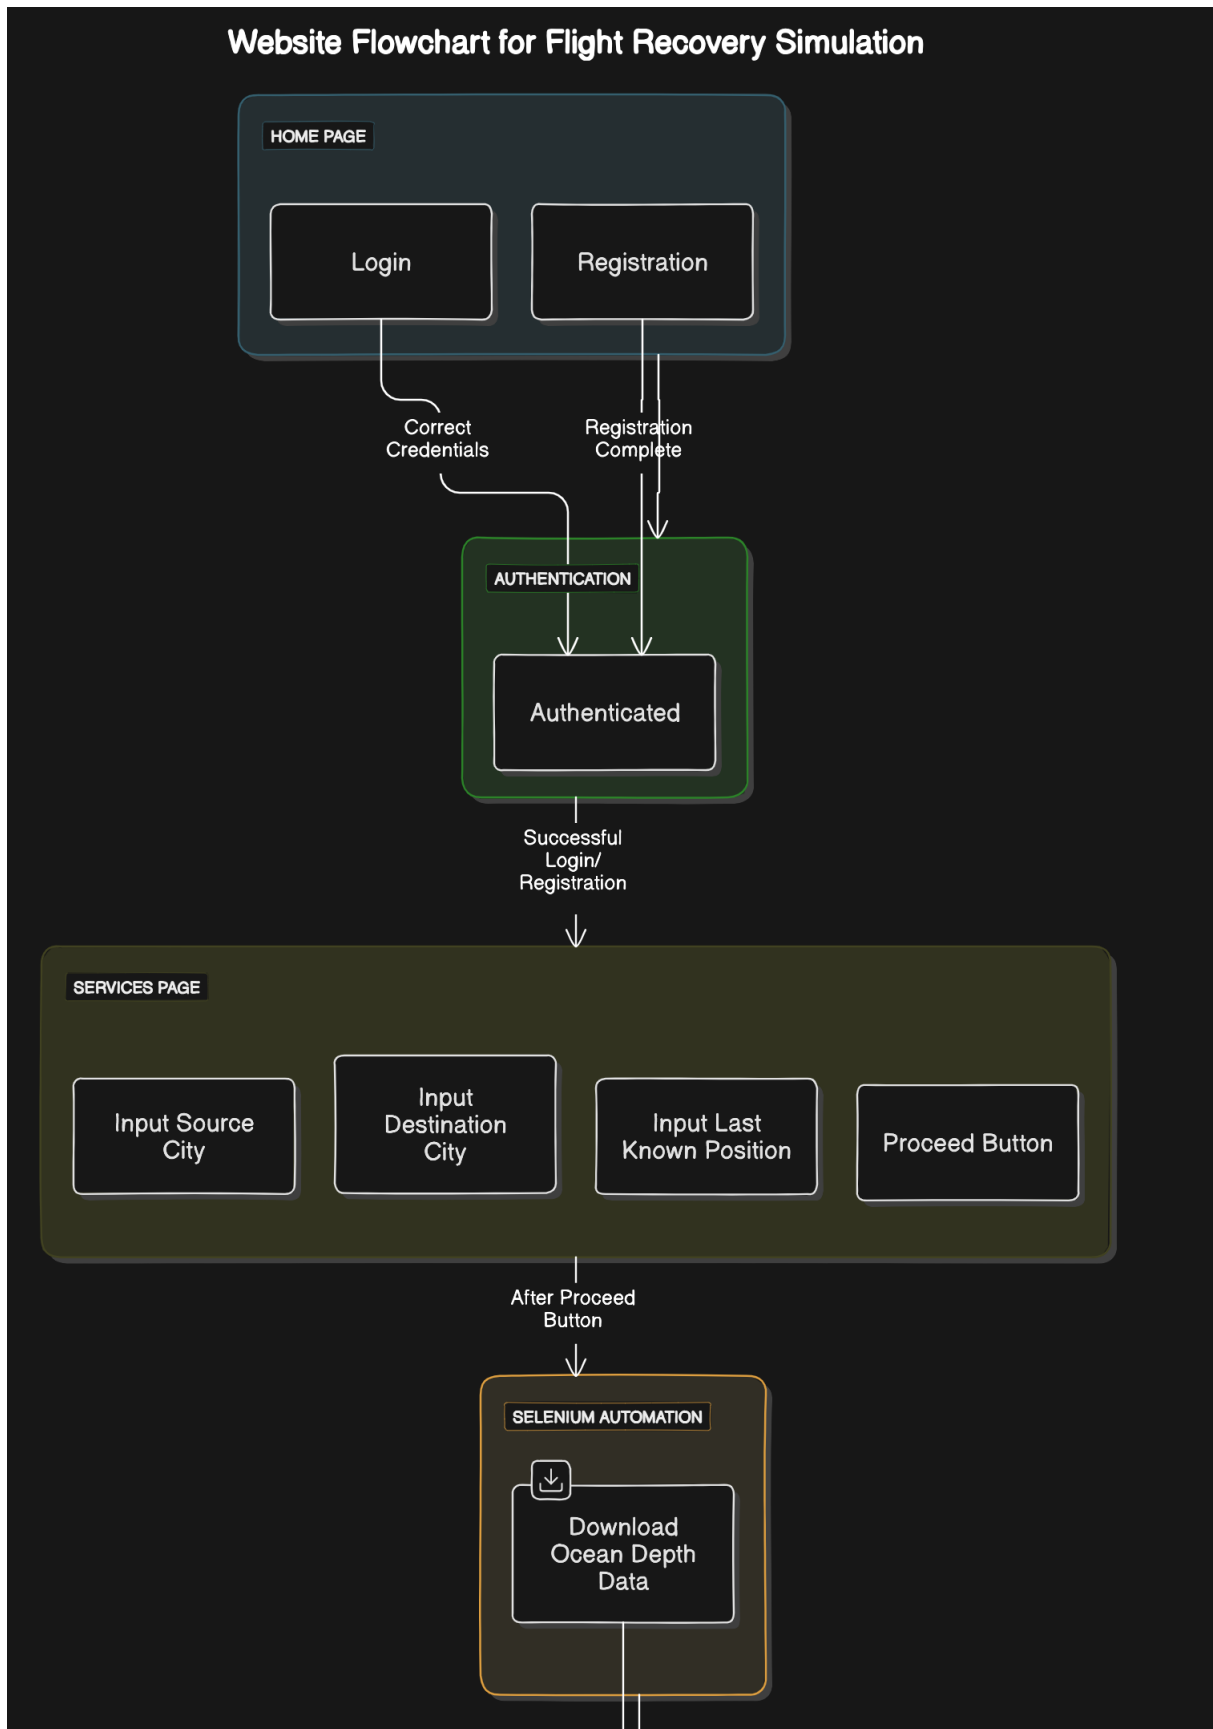 Website Flowchart for Flight Recovery Simulation
HOME PAGE
Login
Registration
Correct
Credentials
Registration
Complete
AUTHENTICATION
Authenticated
Successful
Login/
Registration
SERVICES PAGE
Input Source
City
Input
Destination
City
Input Last
Known Position
Proceed Button
After Proceed
Button
SELENIUM AUTOMATION
Download
Ocean Depth
Data